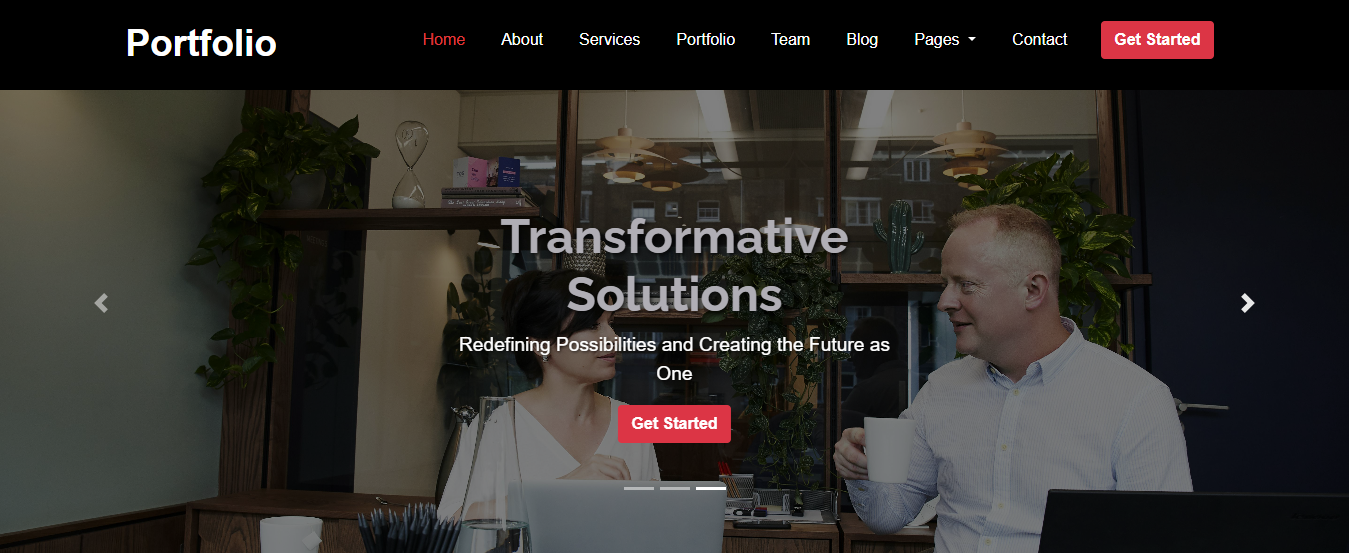 Portfolio
Home About Services Portfolio Team Blog Pages Contact Get Started
Transformative
Solutions
Redefining Possibilities and Creating the Future as
One
Get Started